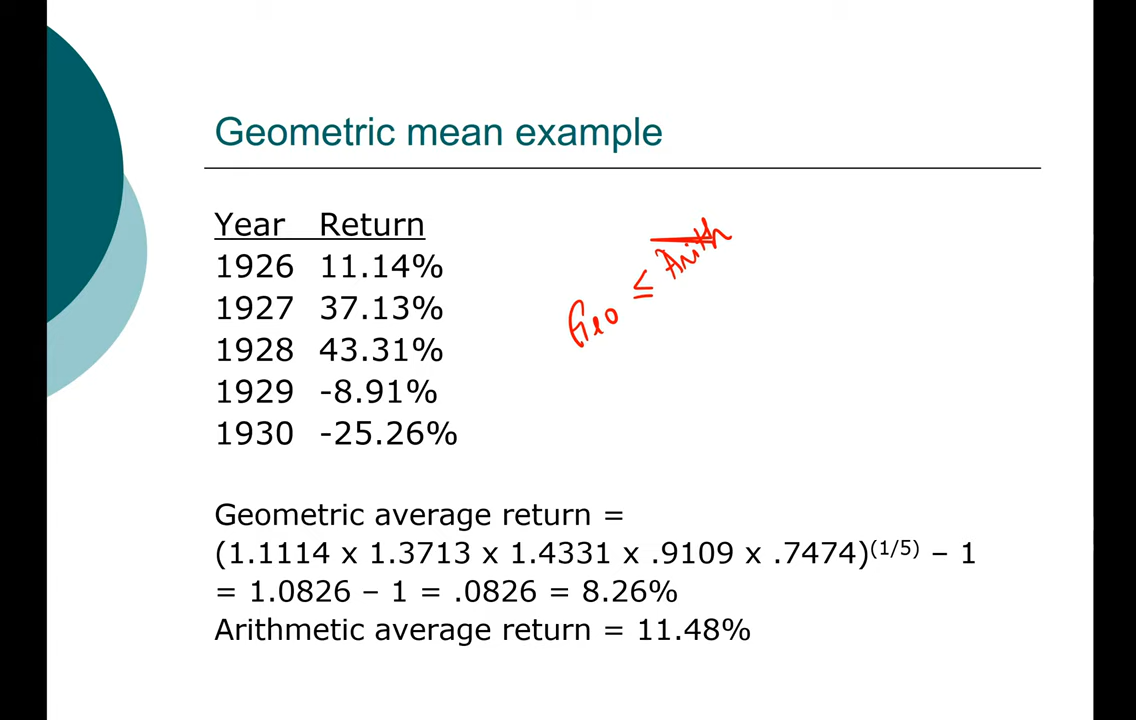 Geometric mean example
Year Return
1926 11.14%
1927 37.13%
1928 43.31%
1929 -8.91%
1930 -25.26%
Geo ≤ Arith
Geometric average return =
(1.1114 x 1.3713 x 1.4331 x .9109 x .7474)^(1/5) – 1
= 1.0826 – 1 = .0826 = 8.26%
Arithmetic average return = 11.48%